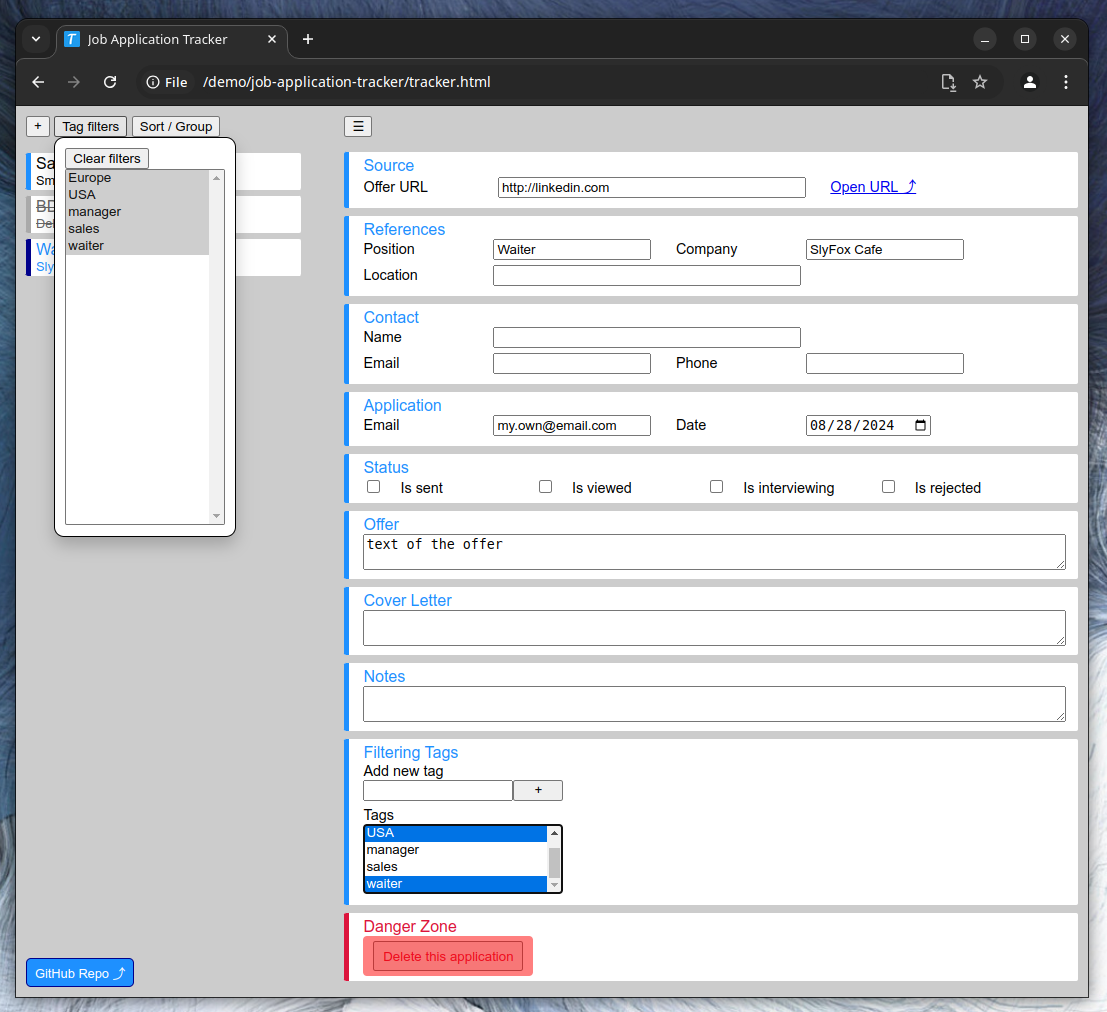 Job Application Tracker
File /demo/job-application-tracker/tracker.html
+ Tag filters Sort / Group ☰
Clear filters
Europe
USA
manager
sales
waiter
Sa
Sm
BD
Del
Wa
Sly
GitHub Repo ⤴
Source
Offer URL http://linkedin.com Open URL ⤴
References
Position Waiter Company SlyFox Cafe
Location
Contact
Name
Email Phone
Application
Email my.own@email.com Date 08/28/2024
Status
Is sent Is viewed Is interviewing Is rejected
Offer
text of the offer
Cover Letter
Notes
Filtering Tags
Add new tag
+
Tags
USA
manager
sales
waiter
Danger Zone
Delete this application